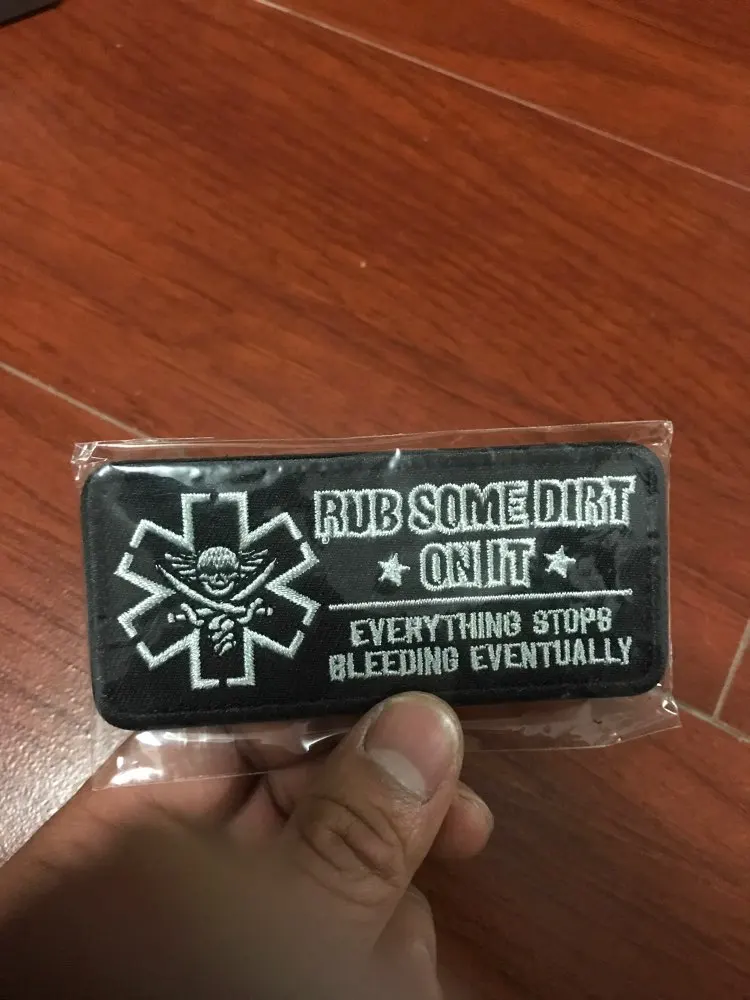 RUB SOME DIRT
ON IT
EVERYTHING STOPS
BLEEDING EVENTUALLY